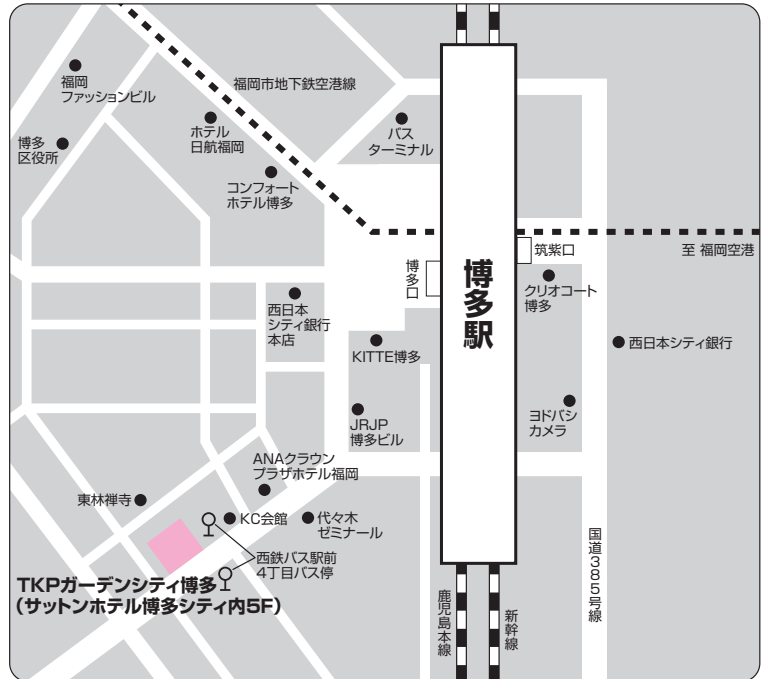 福岡
ファッションビル
博多
区役所
福岡市地下鉄空港線
ホテル
日航福岡
コンフォート
ホテル博多
バス
ターミナル
博多口
博多駅
筑紫口
至 福岡空港
クリオコート
博多
西日本
シティ銀行
本店
KITTE博多
西日本シティ銀行
JRJP
博多ビル
ヨドバシ
カメラ
ANAクラウン
プラザホテル福岡
東林禅寺
KC会館
代々木
ゼミナール
西鉄バス駅前
4丁目バス停
TKPガーデンシティ博多
（サットンホテル博多シティ内5F）
鹿児島本線
新幹線
国道385号線